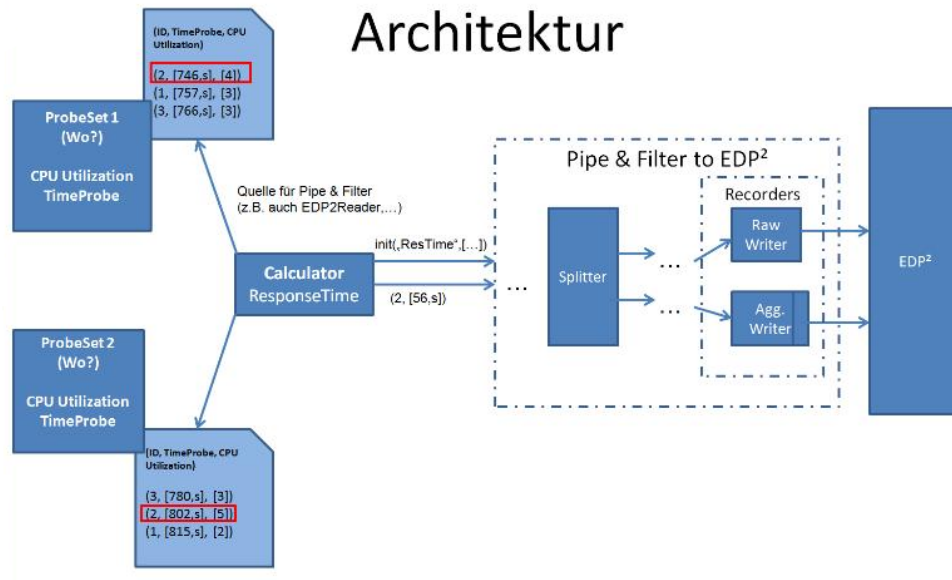 Architektur
(ID, TimeProbe, CPU
Utilization)
(2, [746,s], [4])
(1, [757,s], [3])
(3, [766,s], [3])
ProbeSet 1
(Wo?)
CPU Utilization
TimeProbe
Quelle für Pipe & Filter
(z.B. auch EDP2Reader,...)
Calculator
ResponseTime
init(„ResTime“,[...])
(2, [56,s])
Pipe & Filter to EDP²
...
Splitter
...
...
Recorders
Raw
Writer
Agg.
Writer
EDP²
ProbeSet 2
(Wo?)
CPU Utilization
TimeProbe
(ID, TimeProbe, CPU
Utilization)
(3, [780,s], [3])
(2, [802,s], [5])
(1, [815,s], [2])